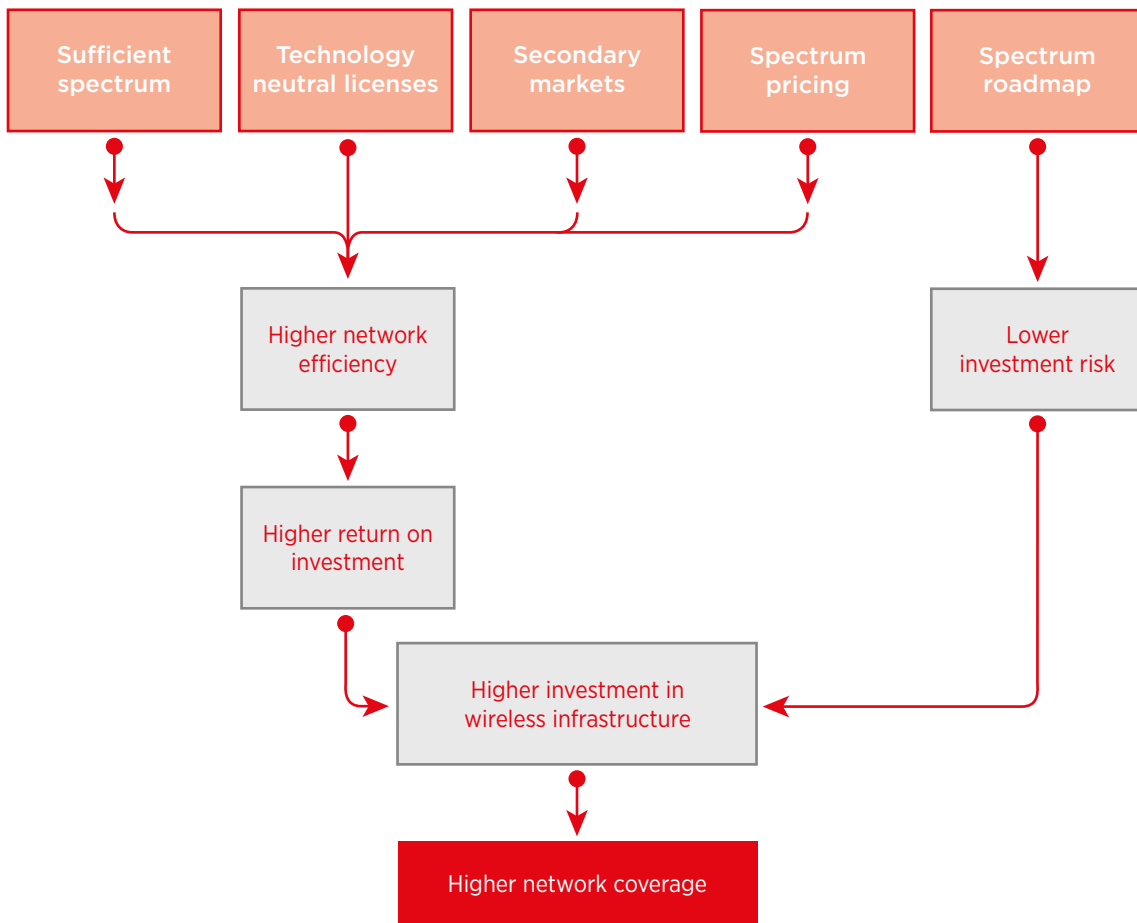 Sufficient
spectrum
Technology
neutral licenses
Secondary
markets
Spectrum
pricing
Spectrum
roadmap
Higher network
efficiency
Lower
investment risk
Higher return on
investment
Higher investment in
wireless infrastructure
Higher network coverage